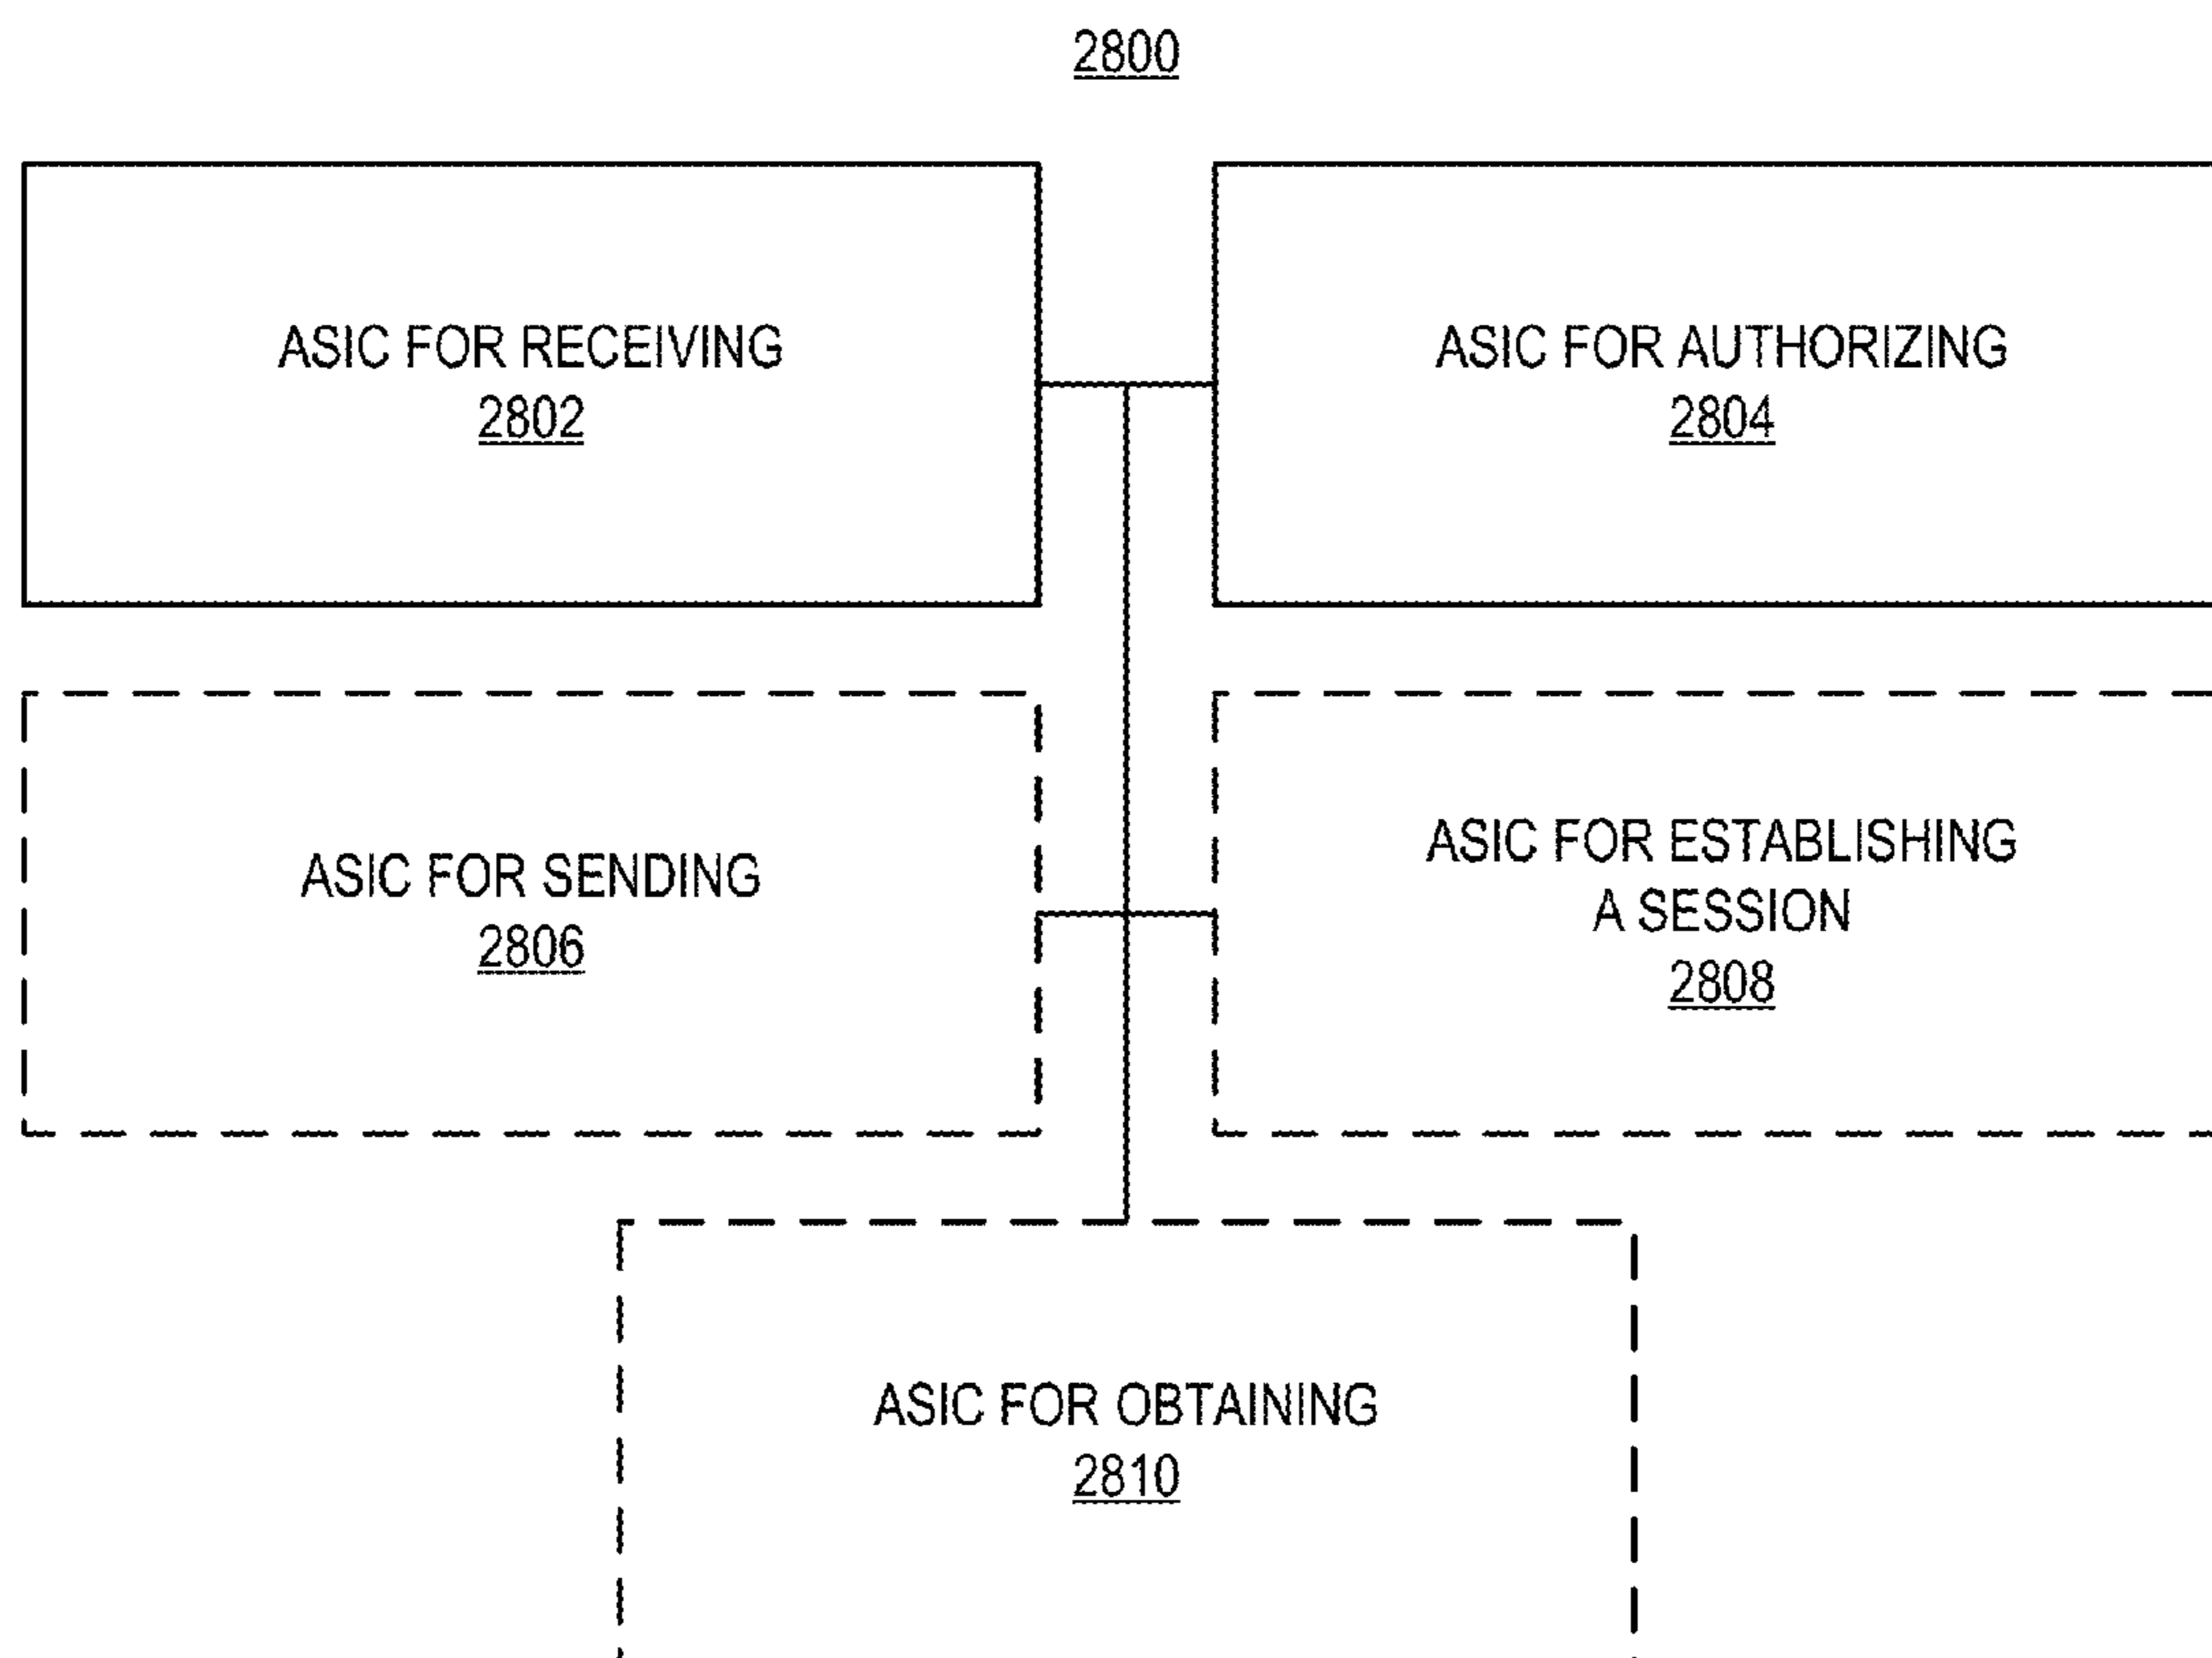 2800
ASIC FOR RECEIVING
2802
ASIC FOR AUTHORIZING
2804
ASIC FOR SENDING
2806
ASIC FOR ESTABLISHING
A SESSION
2808
ASIC FOR OBTAINING
2810